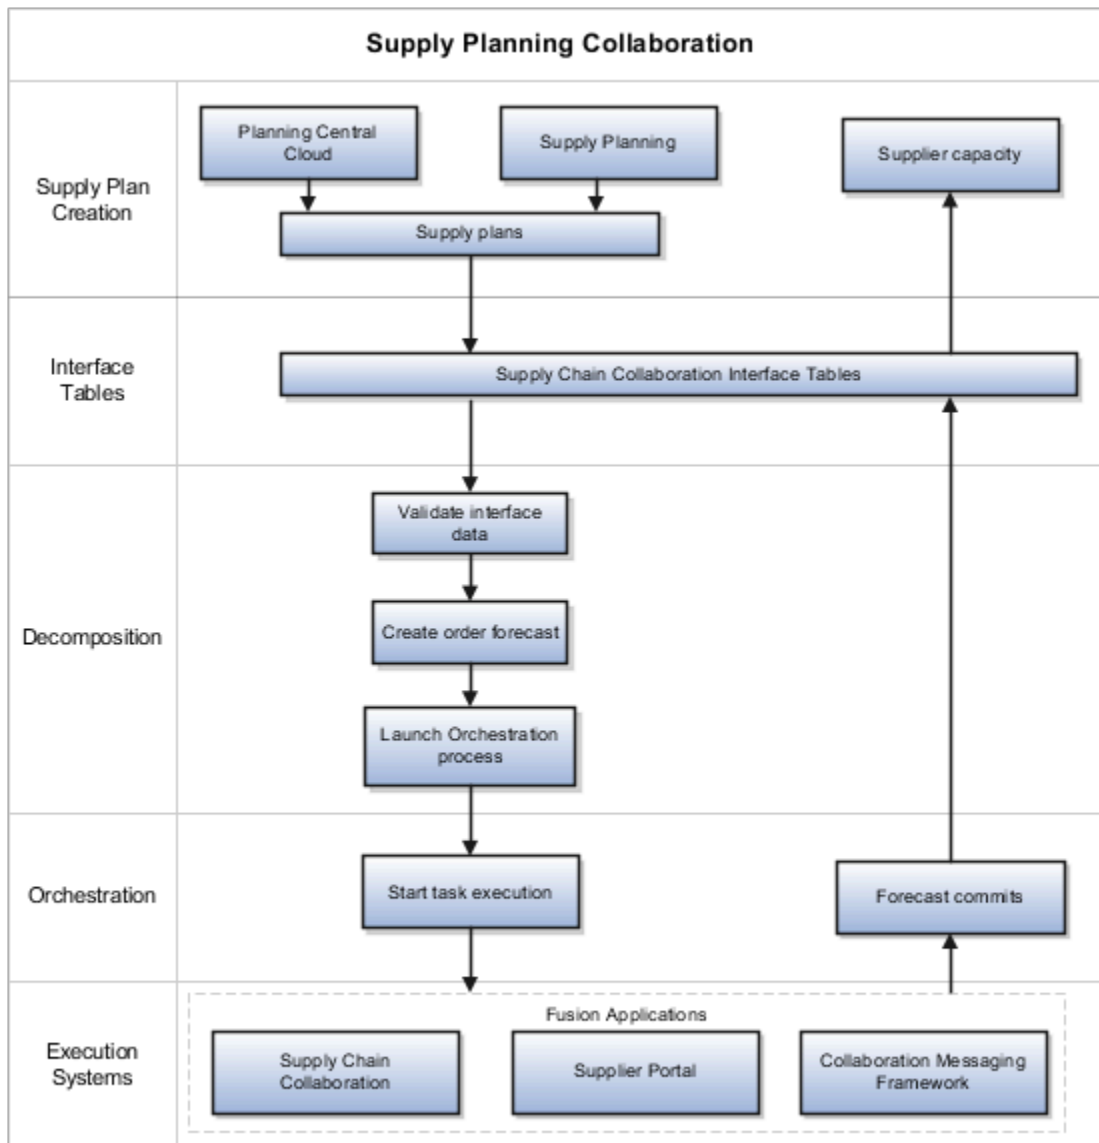 Supply Planning Collaboration
Supply Plan
Creation
Planning Central
Cloud
Supply Planning
Supplier capacity
Supply plans
Interface
Tables
Supply Chain Collaboration Interface Tables
Decomposition
Validate interface
data
Create order forecast
Launch Orchestration
process
Orchestration
Start task execution
Forecast commits
Execution
Systems
Fusion Applications
Supply Chain
Collaboration
Supplier Portal
Collaboration Messaging
Framework